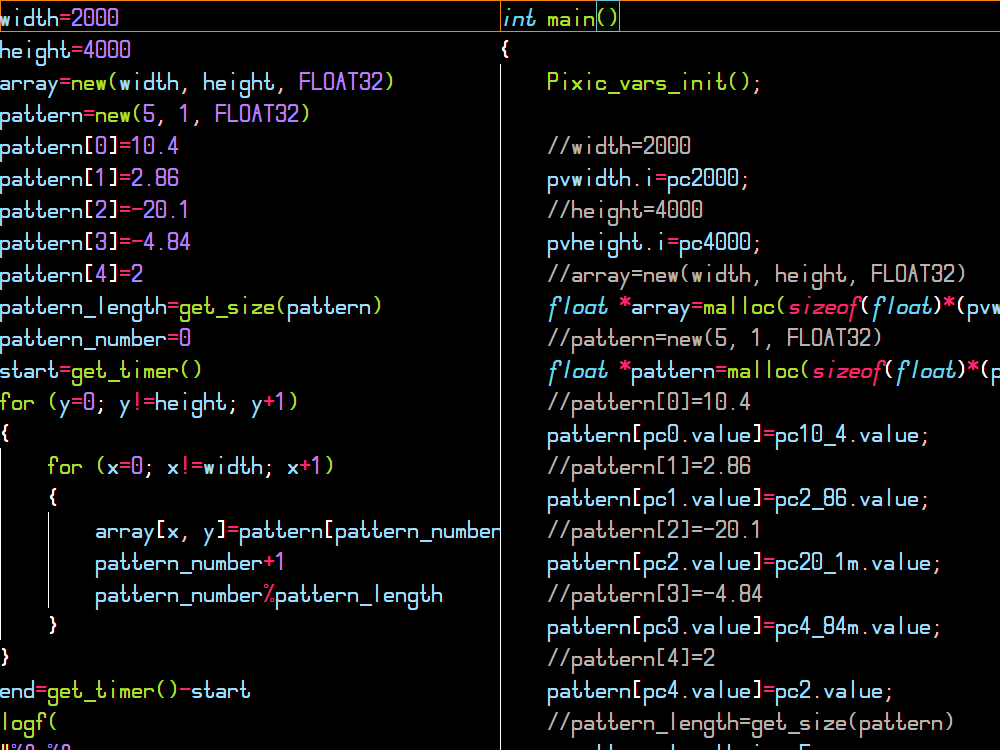 width=2000
height=4000
array=new(width, height, FLOAT32)
pattern=new(5, 1, FLOAT32)
pattern[0]=10.4
pattern[1]=2.86
pattern[2]=-20.1
pattern[3]=-4.84
pattern[4]=2
pattern_length=get_size(pattern)
pattern_number=0
start=get_timer()
for (y=0; y!=height; y+1)
{
for (x=0; x!=width; x+1)
{
array[x, y]=pattern[pattern_number
pattern_number+1
pattern_number%pattern_length
}
}
end=get_timer()-start
logf(
int main()
{
Pixic_vars_init();
//width=2000
pvwidth.i=pc2000;
//height=4000
pvheight.i=pc4000;
//array=new(width, height, FLOAT32)
float *array=malloc(sizeof(float)*(pvw
//pattern=new(5, 1, FLOAT32)
float *pattern=malloc(sizeof(float)*(p
//pattern[0]=10.4
pattern[pc0.value]=pc10_4.value;
//pattern[1]=2.86
pattern[pc1.value]=pc2_86.value;
//pattern[2]=-20.1
pattern[pc2.value]=pc20_1m.value;
//pattern[3]=-4.84
pattern[pc3.value]=pc4_84m.value;
//pattern[4]=2
pattern[pc4.value]=pc2.value;
//pattern_length=get_size(pattern)